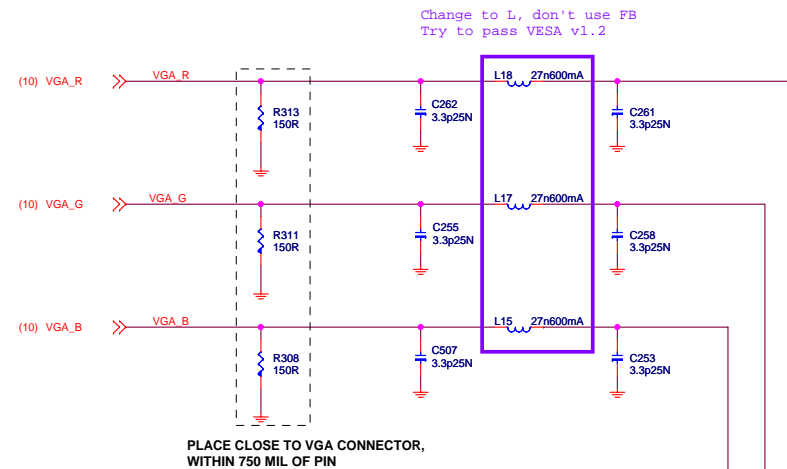 Change to L, don't use FB
Try to pass VESA v1.2
(10) VGA_R VGA_R L18 27n600mA
R313
150R
C262
3.3p25N
C261
3.3p25N
(10) VGA_G VGA_G L17 27n600mA
R311
150R
C255
3.3p25N
C258
3.3p25N
(10) VGA_B VGA_B L15 27n600mA
R308
150R
C507
3.3p25N
C253
3.3p25N
PLACE CLOSE TO VGA CONNECTOR,
WITHIN 750 MIL OF PIN